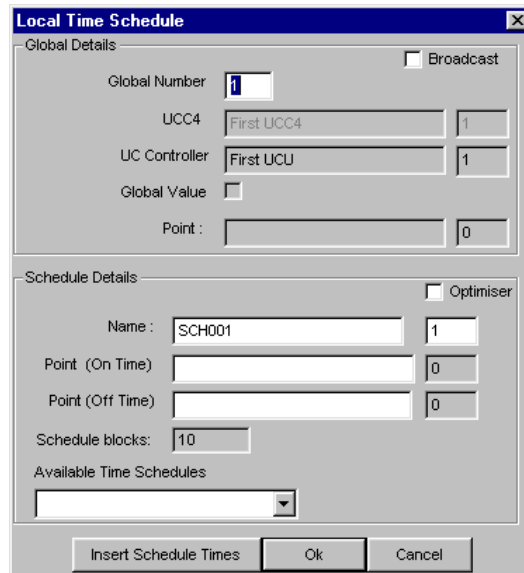 Local Time Schedule
Global Details
Broadcast
Global Number 1
UCC4 First UCC4 1
UC Controller First UCU 1
Global Value
Point : 0
Schedule Details
Optimiser
Name : SCH001 1
Point (On Time) 0
Point (Off Time) 0
Schedule blocks: 10
Available Time Schedules
Insert Schedule Times Ok Cancel